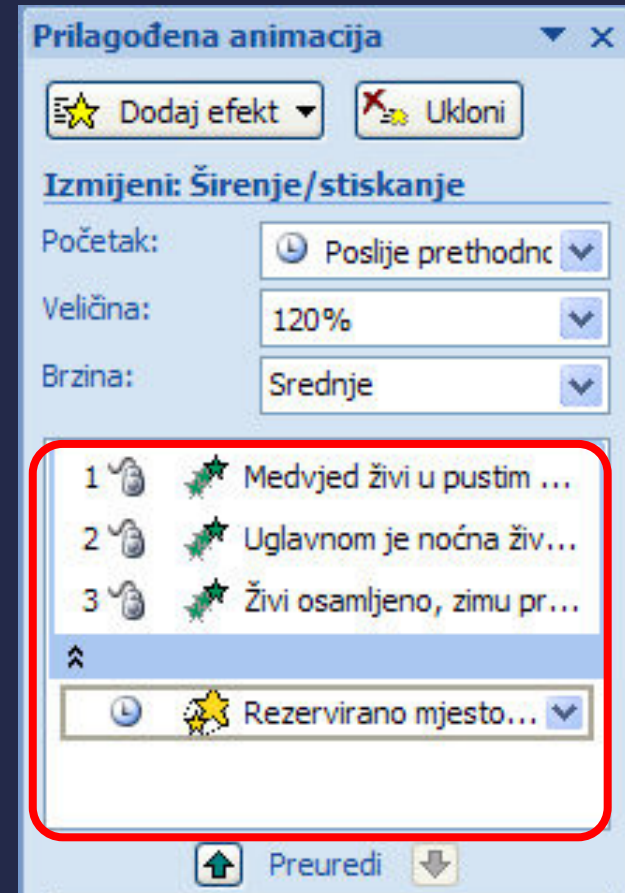 Prilagođena animacija
Dodaj efekt
Ukloni
Izmijeni: Širenje/stiskanje
Početak: Poslije prethodno
Veličina: 120%
Brzina: Srednje
1 Medvjed živi u pustim ...
2 Uglavnom je noćna živ...
3 Živi osamljeno, zimu pr...
Rezervirano mjesto...
Preuredi